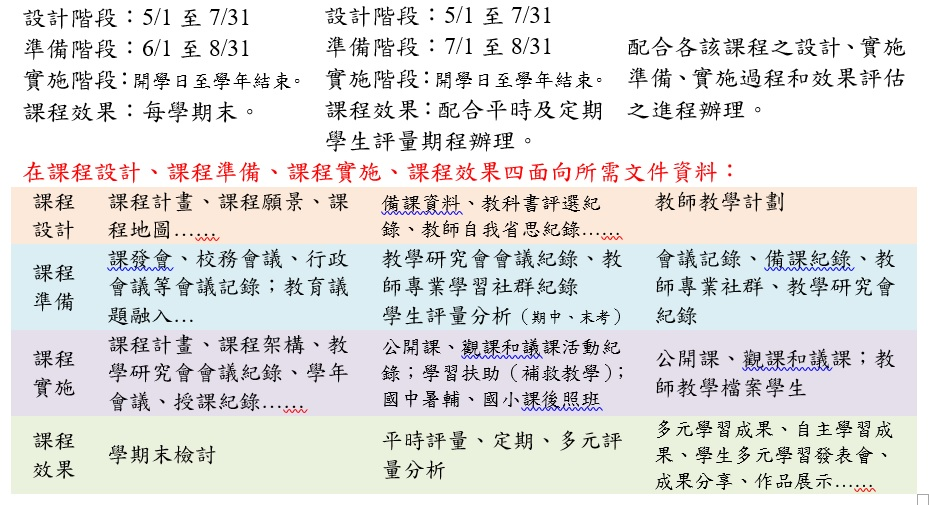 設計階段：5/1 至 7/31
準備階段：6/1 至 8/31
實施階段：開學日至學年結束。
課程效果：每學期末。
設計階段：5/1 至 7/31
準備階段：7/1 至 8/31
實施階段：開學日至學年結束。
課程效果：配合平時及定期
學生評量期程辦理。
配合各該課程之設計、實施
準備、實施過程和效果評估
之進程辦理。
在課程設計、課程準備、課程實施、課程效果四面向所需文件資料：
課程
設計
課程計畫、課程願景、課
程地圖……
備課資料、教科書評選紀
錄、教師自我省思紀錄……
教師教學計劃
課程
準備
課發會、校務會議、行政
會議等會議記錄；教育議
題融入…
教學研究會會議紀錄、教
師專業學習社群紀錄
學生評量分析（期中、末考）
會議記錄、備課紀錄、教
師專業社群、教學研究會
紀錄
課程
實施
課程計畫、課程架構、教
學研究會會議紀錄、學年
會議、授課紀錄……
公開課、觀課和議課活動紀
錄；學習扶助（補救教學）；
國中暑輔、國小課後照班
公開課、觀課和議課；教
師教學檔案學生
課程
效果
學期末檢討
平時評量、定期、多元評
量分析
多元學習成果、自主學習成
果、學生多元學習發表會、
成果分享、作品展示……